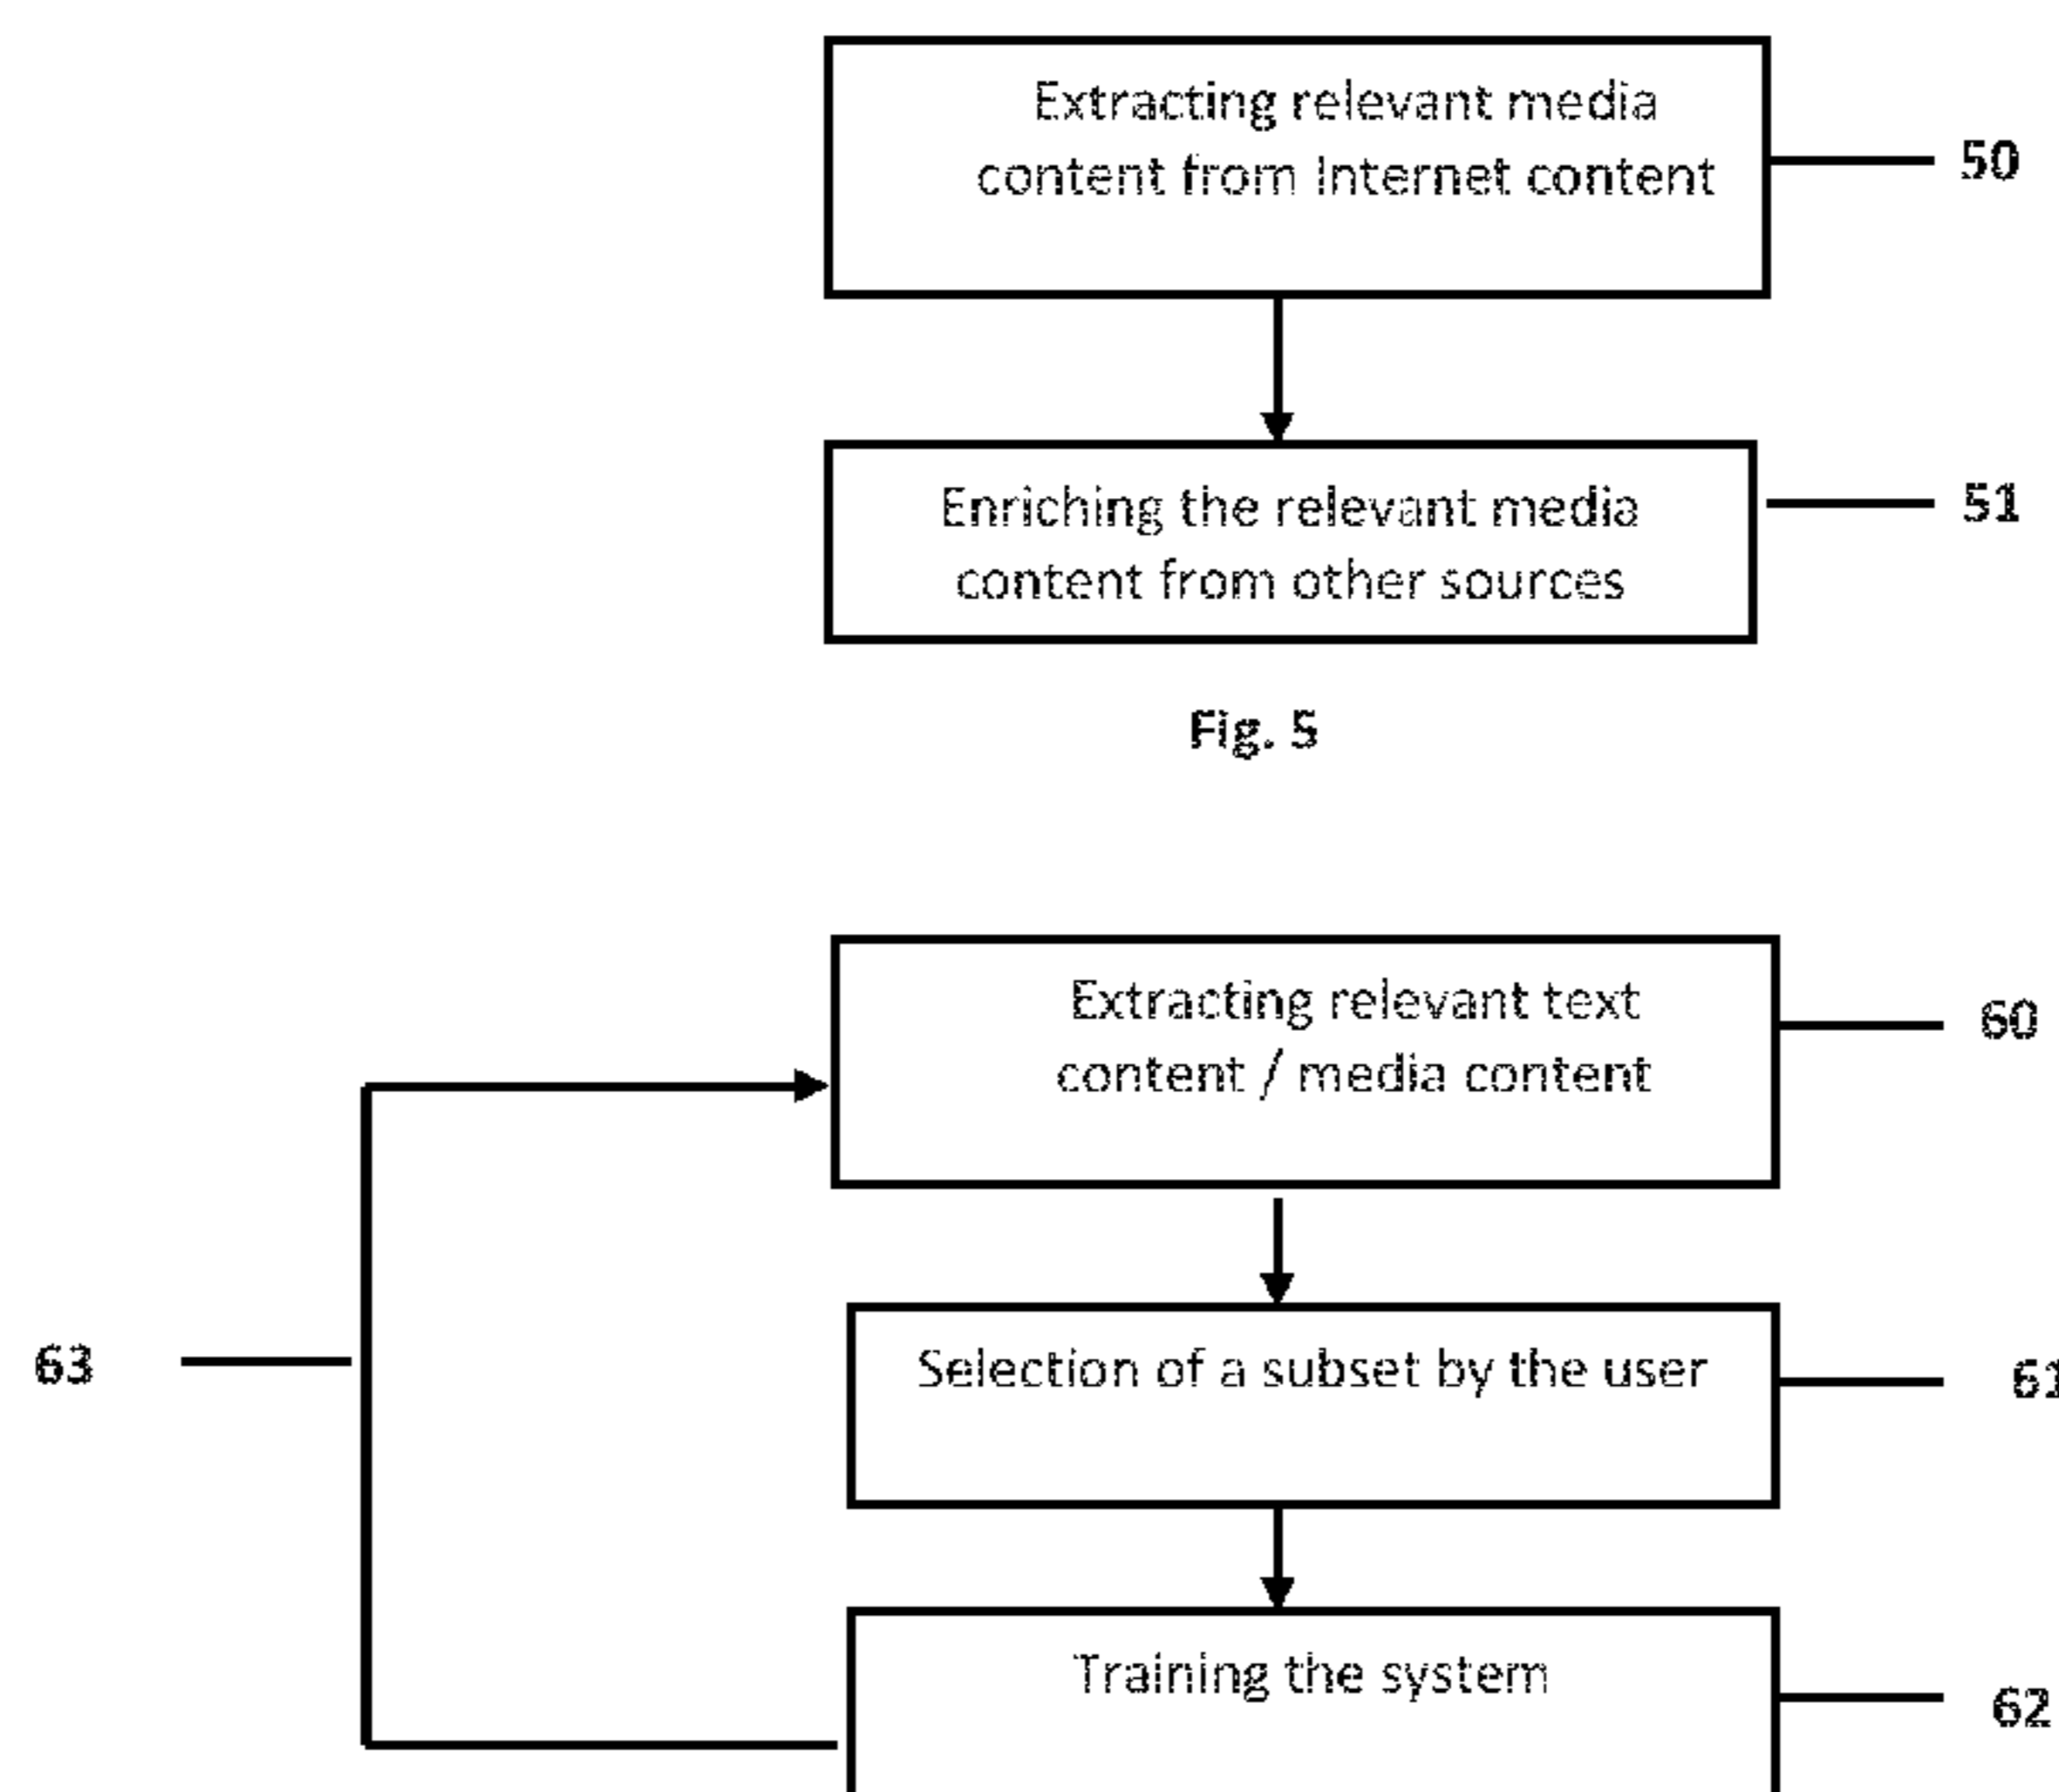 Extracting relevant media
content from Internet content
50
Enriching the relevant media
content from other sources
51
Fig. 5
Extracting relevant text
content / media content
60
Selection of a subset by the user
61
63
Training the system
62